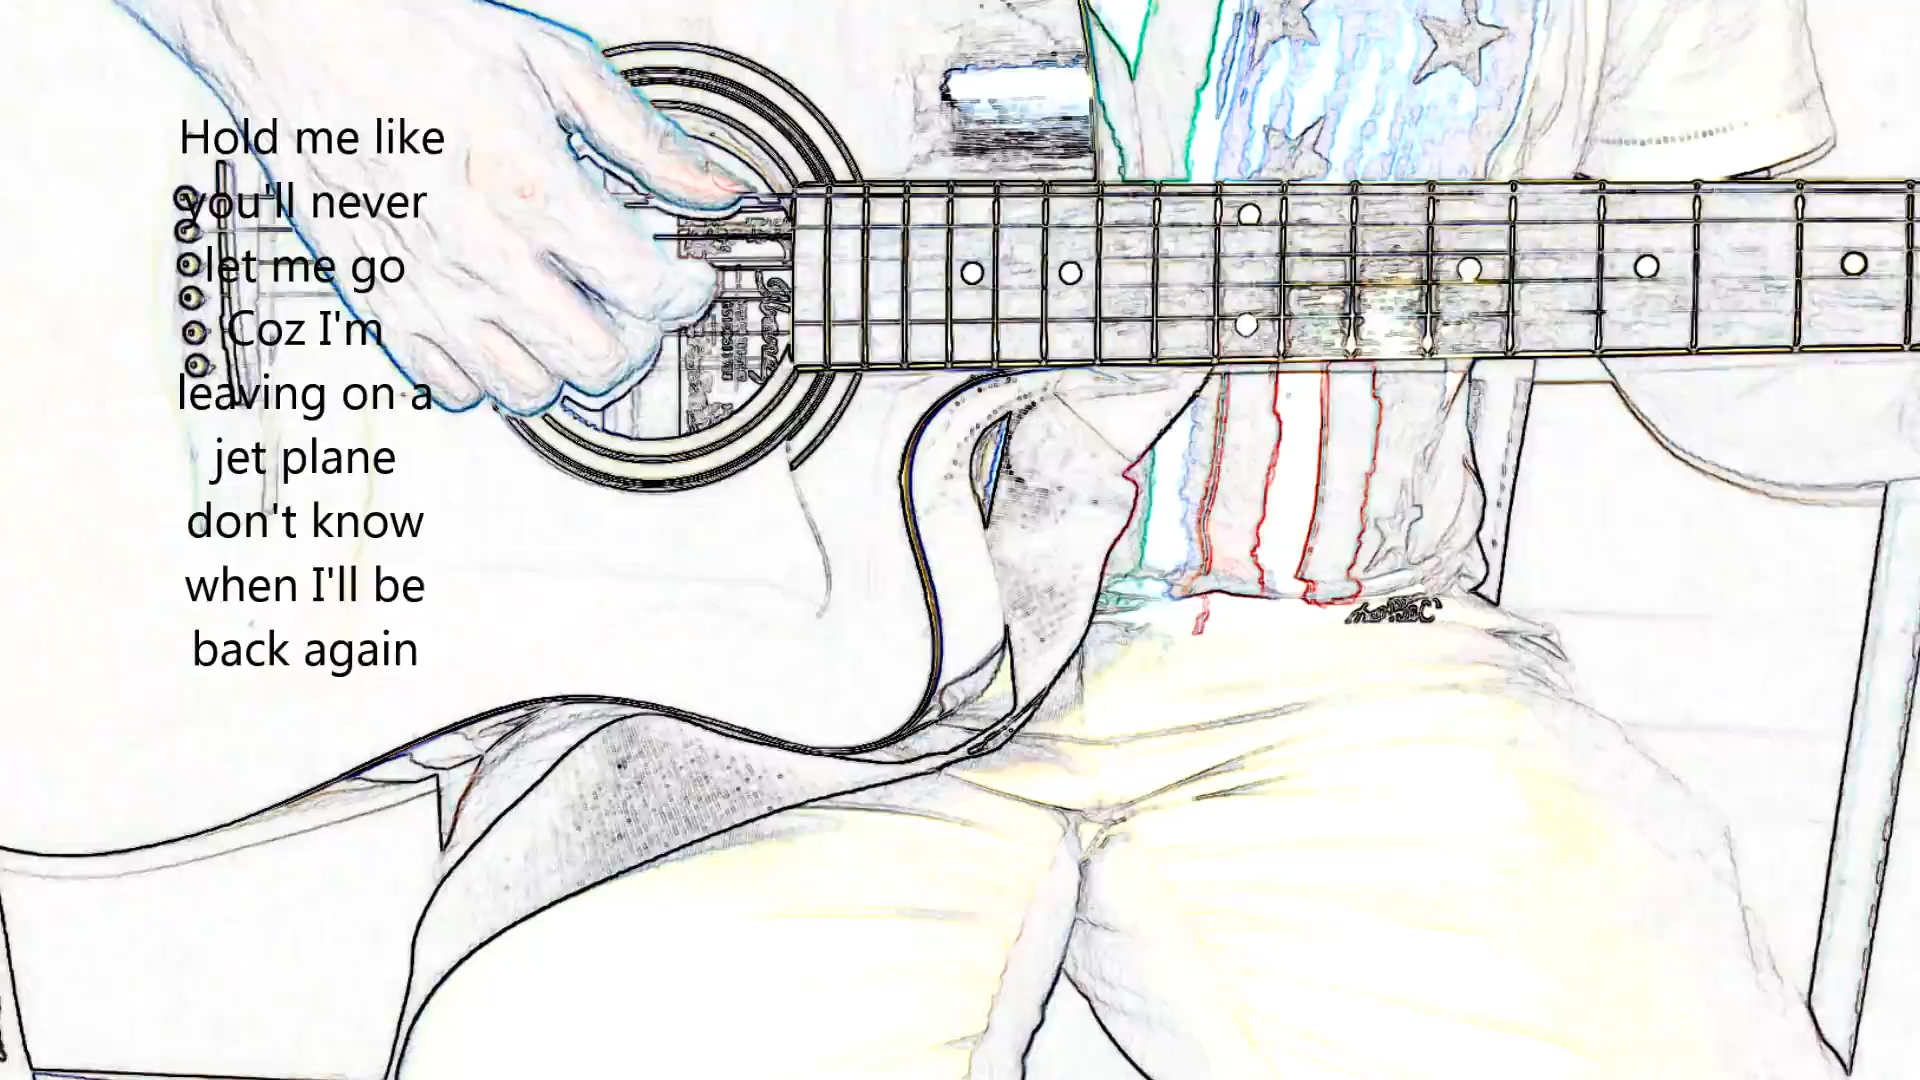 Hold me like
you'll never
let me go
Coz I'm
leaving on a
jet plane
don't know
when I'll be
back again
Ibanez